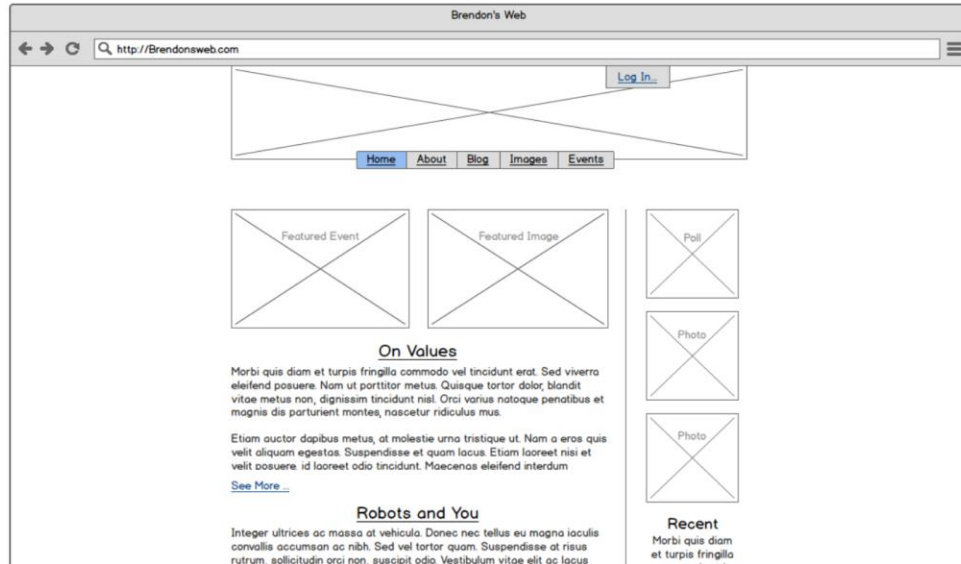 Brendon's Web
http://Brendonsweb.com
Log In...
Home About Blog Images Events
Featured Event
Featured Image
On Values
Morbi quis diam et turpis fringilla commodo vel tincidunt erat. Sed viverra
eleifend posuere. Nam ut porttitor metus. Quisque tortor dolor, blandit
vitae metus non, dignissim tincidunt nisl. Orci varius natoque penatibus et
magnis dis parturient montes, nascetur ridiculus mus.
Etiam auctor dapibus metus, at molestie urna tristique ut. Nam a eros quis
velit aliquam egestas. Suspendisse et quam lacus. Etiam laoreet nisi et
velit posuere, id laoreet odio tincidunt. Maecenas eleifend interdum
See More ...
Robots and You
Integer ultrices ac massa at vehicula. Donec nec tellus eu magna iaculis
convallis accumsan ac nibh. Sed vel tortor quam. Suspendisse at risus
rutrum, sollicitudin orci non, suscipit odio. Vestibulum vitae elit ac lacus
Poll
Photo
Photo
Recent
Morbi quis diam
et turpis fringilla